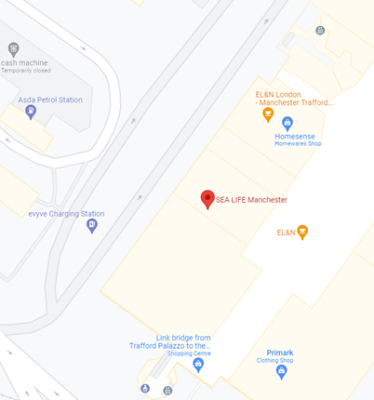 cash machine
Temporarily closed
Asda Petrol Station
EL&N London
- Manchester Trafford...
Homesense
Homewares Shop
SEA LIFE Manchester
evyve Charging Station
EL&N
Link bridge from
Trafford Palazzo to the...
Shopping Centre
Primark
Clothing Shop